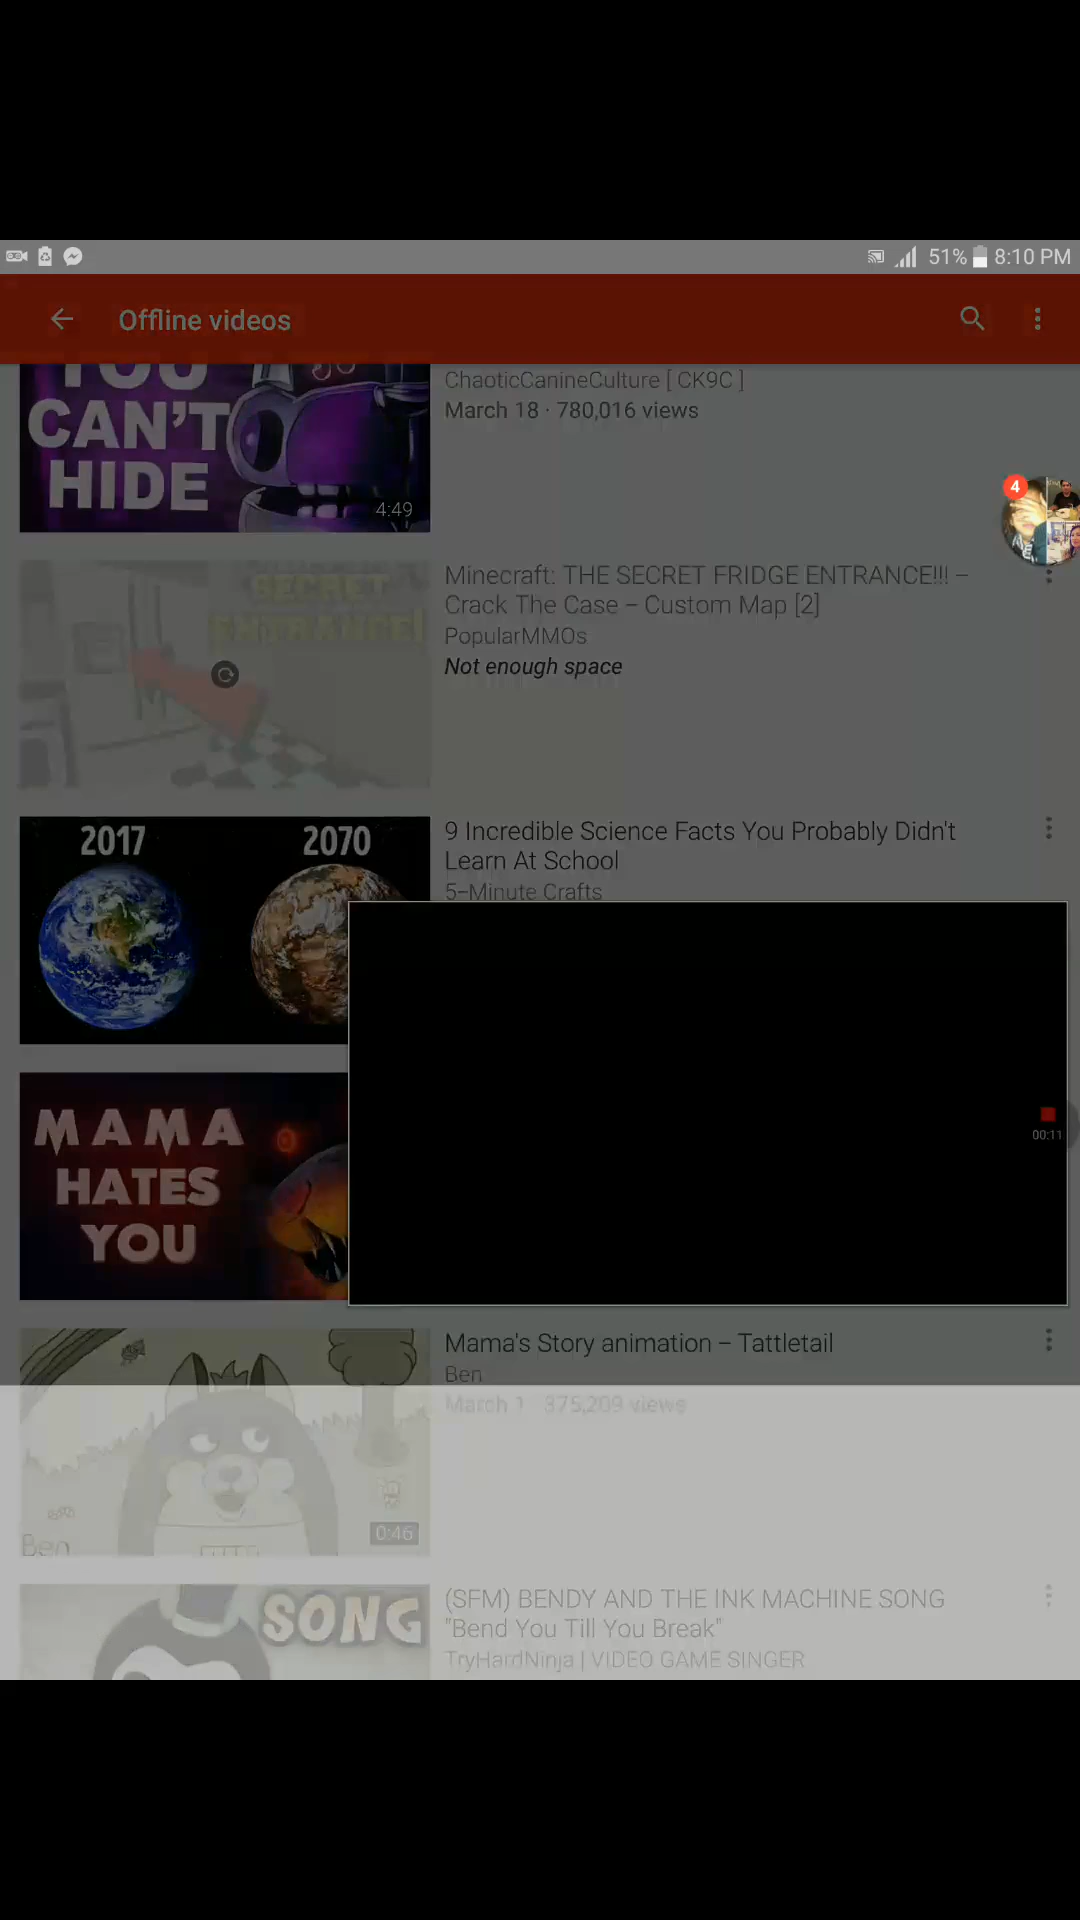 51% 8:10 PM
Offline videos
YOU
CAN'T
HIDE
4:49
ChaoticCanineCulture [ CK9C ]
March 18 · 780,016 views
4
SECRET
ENTRANCE!
Minecraft: THE SECRET FRIDGE ENTRANCE!!! –
Crack The Case – Custom Map [2]
PopularMMOs
Not enough space
2017 2070
9 Incredible Science Facts You Probably Didn't
Learn At School
5–Minute Crafts
00:11
MAMA
HATES
YOU
Mama's Story animation – Tattletail
Ben
March 1 · 375,209 views
Ben
0:46
SONG
(SFM) BENDY AND THE INK MACHINE SONG
"Bend You Till You Break"
TryHardNinja | VIDEO GAME SINGER